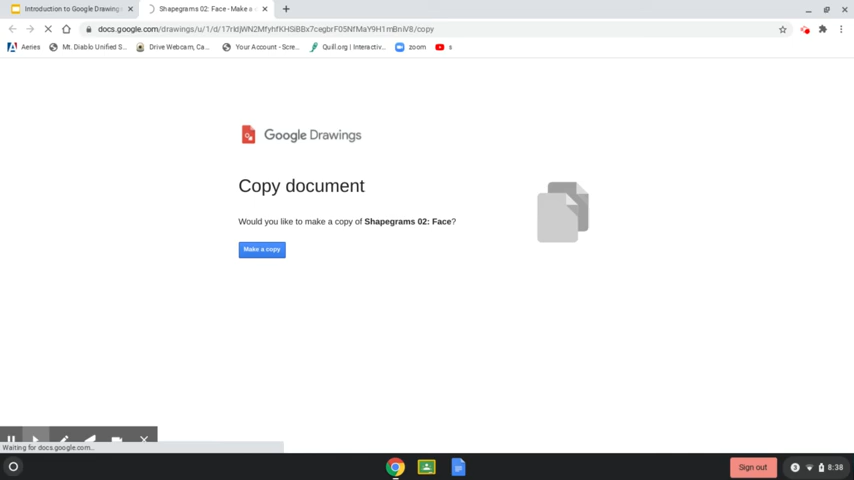 Introduction to Google Drawings
Shapegrams 02: Face - Make a
docs.google.com/drawings/u/1/d/17rIdjWN2MfyhfKHSiBBx7cegbrF05NfMaY9H1mBnIV8/copy
Aeries
Mt. Diablo Unified S...
Drive Webcam, Ca...
Your Account - Scre...
Quill.org | Interactiv...
zoom
s
Google Drawings
Copy document
Would you like to make a copy of Shapegrams 02: Face?
Make a copy
Waiting for docs.google.com...
Sign out
3
8:38